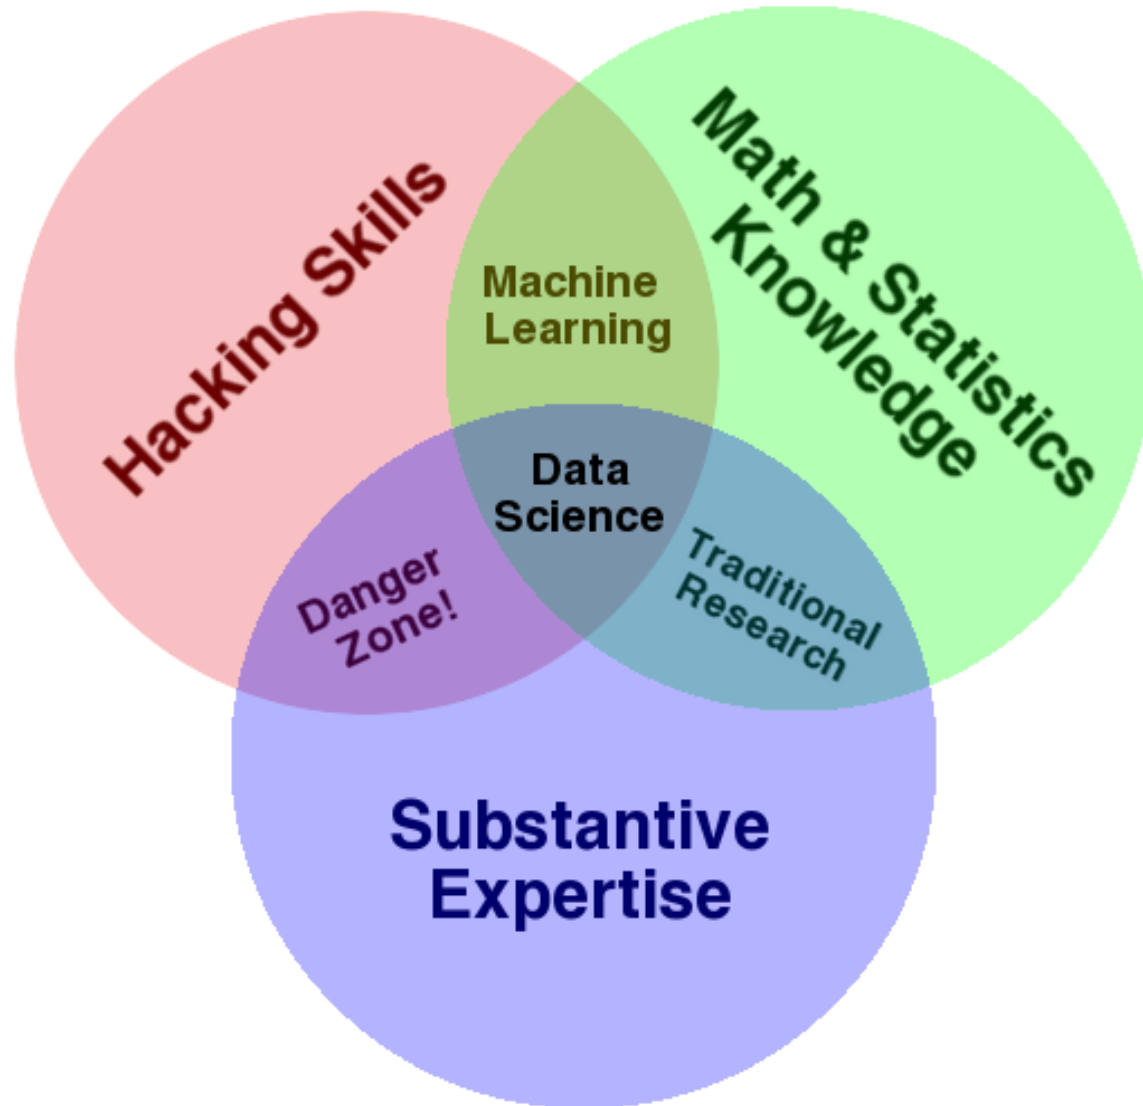 Hacking Skills
Math & Statistics
Knowledge
Machine
Learning
Data
Science
Danger
Zone!
Traditional
Research
Substantive
Expertise